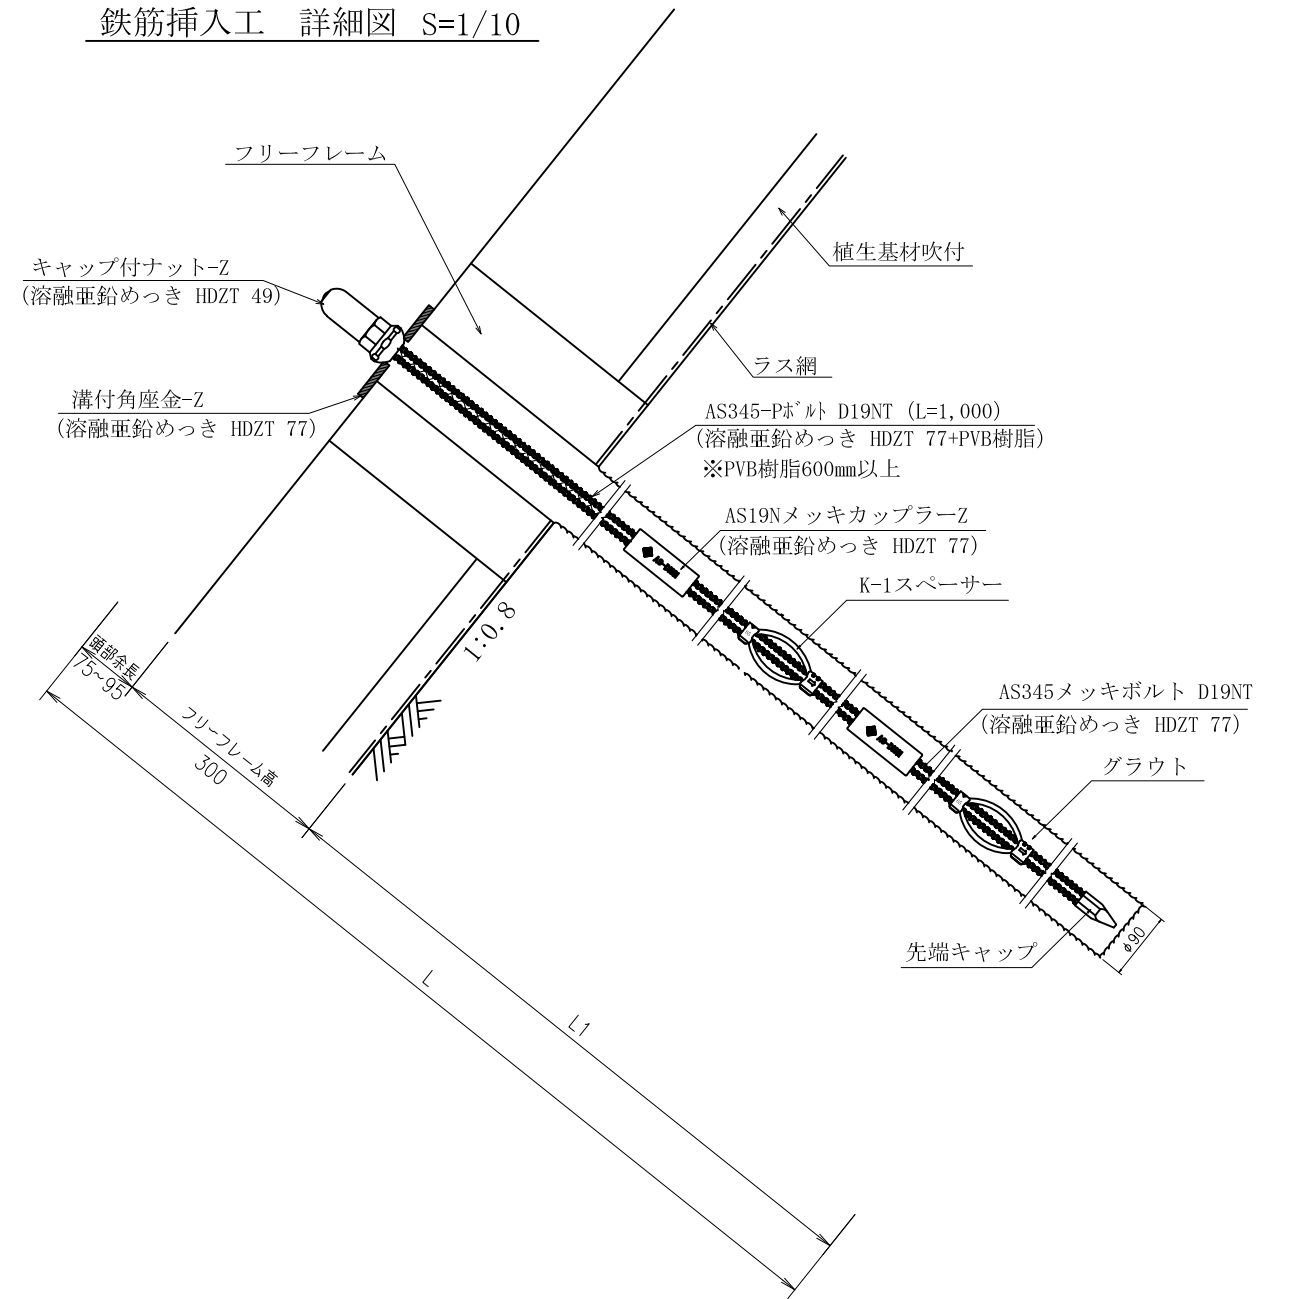 鉄筋挿入工　詳細図 S=1/10
フリーフレーム
植生基材吹付
キャップ付ナット-Z
(溶融亜鉛めっき HDZT 49)
ラス網
溝付角座金-Z
(溶融亜鉛めっき HDZT 77)
AS345-Pﾎﾞﾙﾄ D19NT (L=1,000)
(溶融亜鉛めっき HDZT 77+PVB樹脂)
※PVB樹脂600mm以上
AS19NメッキカップラーZ
(溶融亜鉛めっき HDZT 77)
K-1スペーサー
1:0.8
頭部余長
75~95
AS345メッキボルト D19NT
(溶融亜鉛めっき HDZT 77)
フリーフレーム高
300
グラウト
先端キャップ
φ90
L
L1